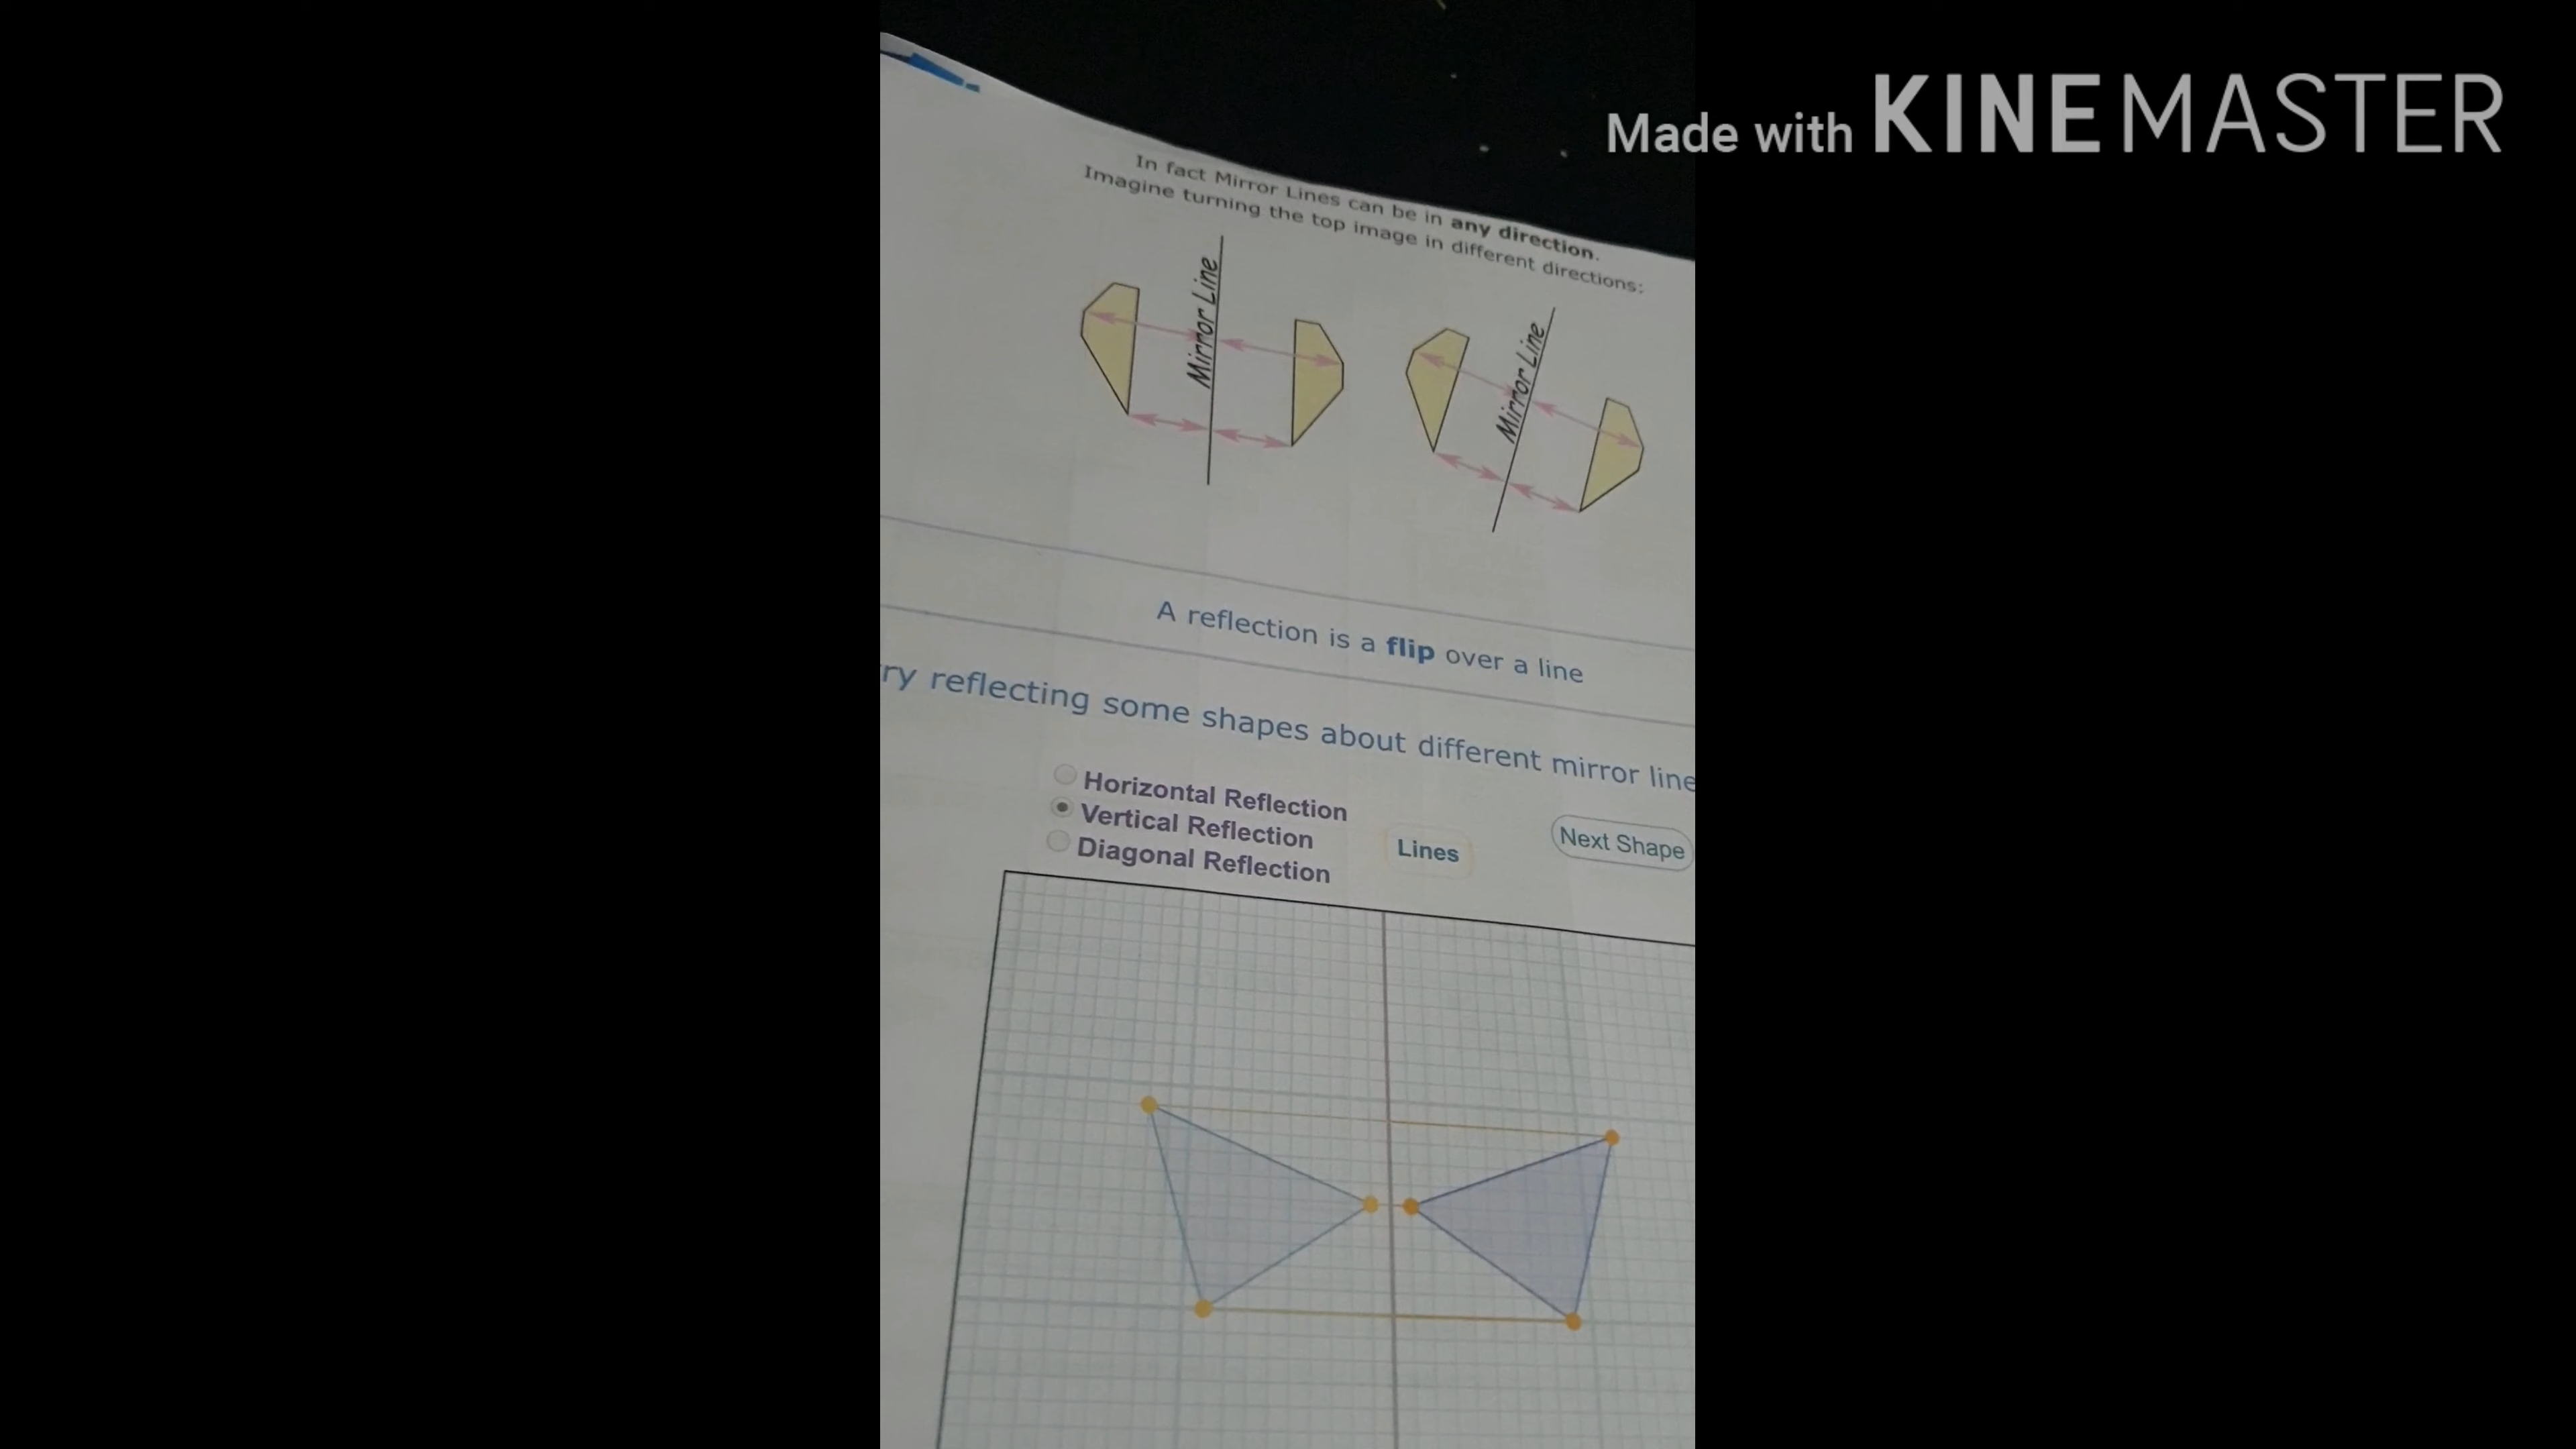 Made with KINEMASTER
In fact Mirror Lines can be in any direction.
Imagine turning the top image in different directions:
Mirror Line
Mirror Line
A reflection is a flip over a line
ry reflecting some shapes about different mirror line
Horizontal Reflection
Vertical Reflection
Diagonal Reflection
Lines
Next Shape